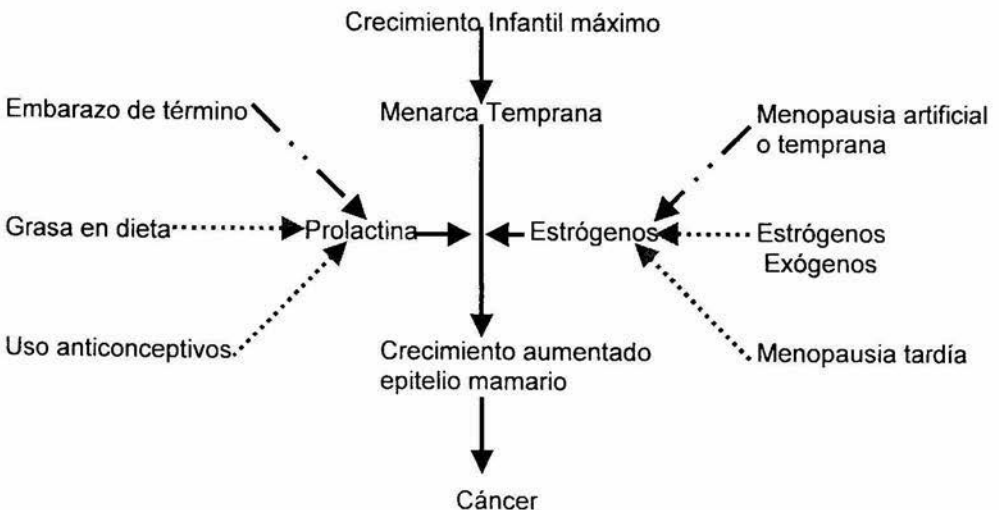 Crecimiento Infantil máximo
Embarazo de término
Menarca Temprana
Menopausia artificial
o temprana
Grasa en dieta
Prolactina
Estrógenos
Estrógenos
Exógenos
Uso anticonceptivos
Crecimiento aumentado
epitelio mamario
Menopausia tardía
Cáncer